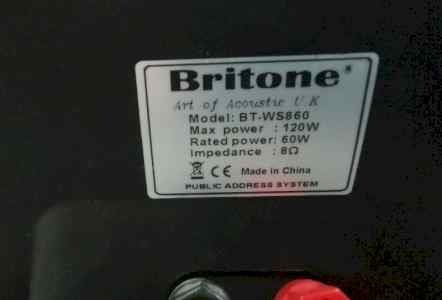 Britone®
Art of Acoustic U.K
Model: BT-WS860
Max power : 120W
Rated power: 60W
Impedance : 8Ω
CE Made in China
PUBLIC ADDRESS SYSTEM